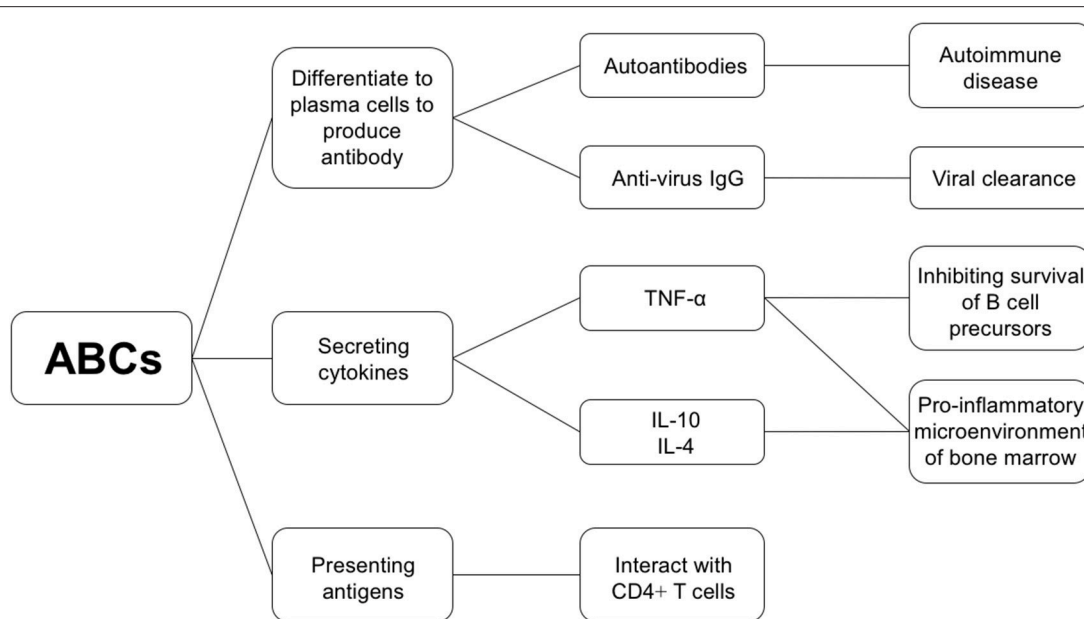 ABCs
Differentiate to
plasma cells to
produce
antibody
Autoantibodies
Autoimmune
disease
Anti-virus IgG
Viral clearance
Secreting
cytokines
TNF-α
Inhibiting survival
of B cell
precursors
IL-10
IL-4
Pro-inflammatory
microenvironment
of bone marrow
Presenting
antigens
Interact with
CD4+ T cells